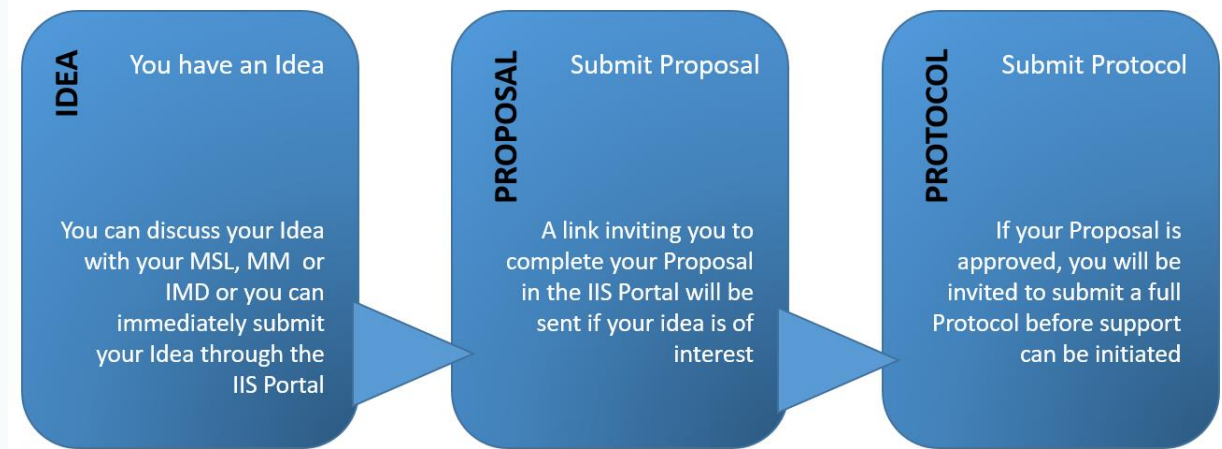 IDEA
You have an Idea
You can discuss your Idea
with your MSL, MM or
IMD or you can
immediately submit
your Idea through the
IIS Portal
PROPOSAL
Submit Proposal
A link inviting you to
complete your Proposal
in the IIS Portal will be
sent if your idea is of
interest
PROTOCOL
Submit Protocol
If your Proposal is
approved, you will be
invited to submit a full
Protocol before support
can be initiated